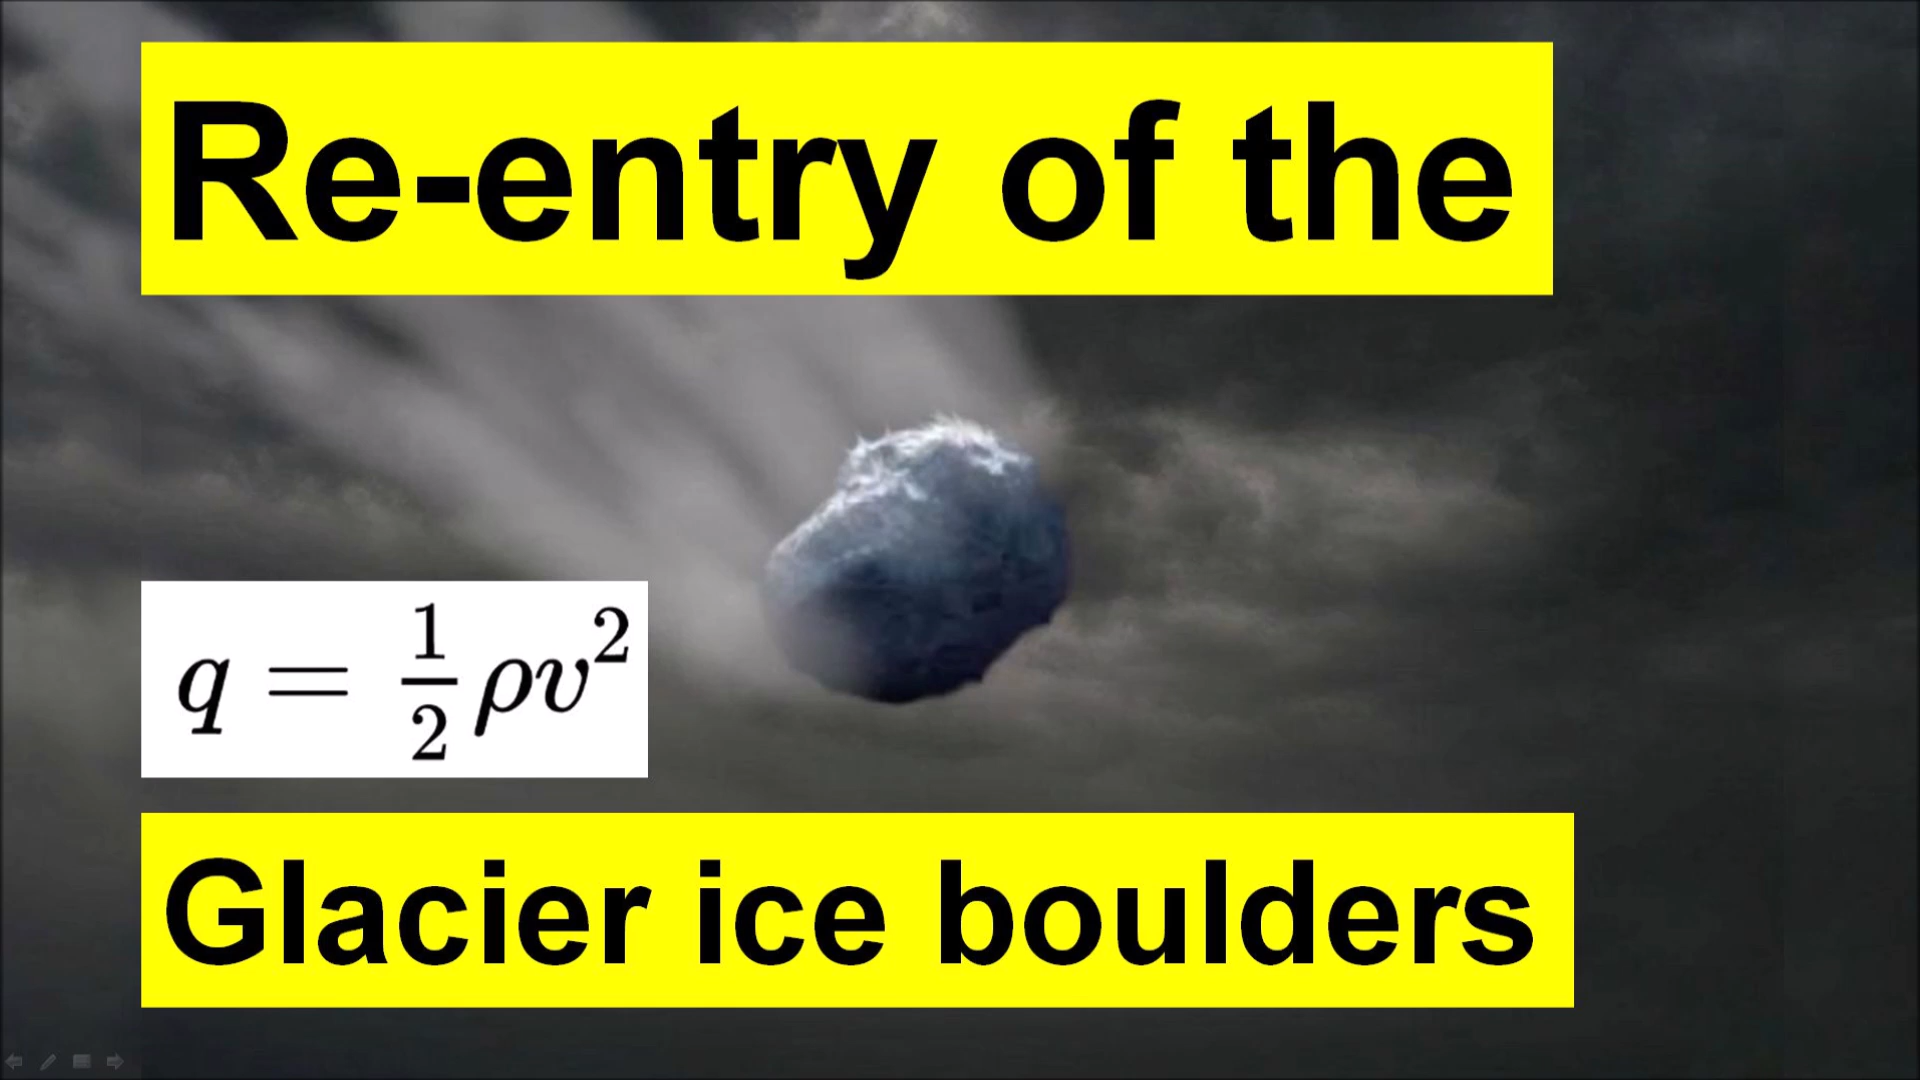 Re-entry of the
q = ½ρv²
Glacier ice boulders